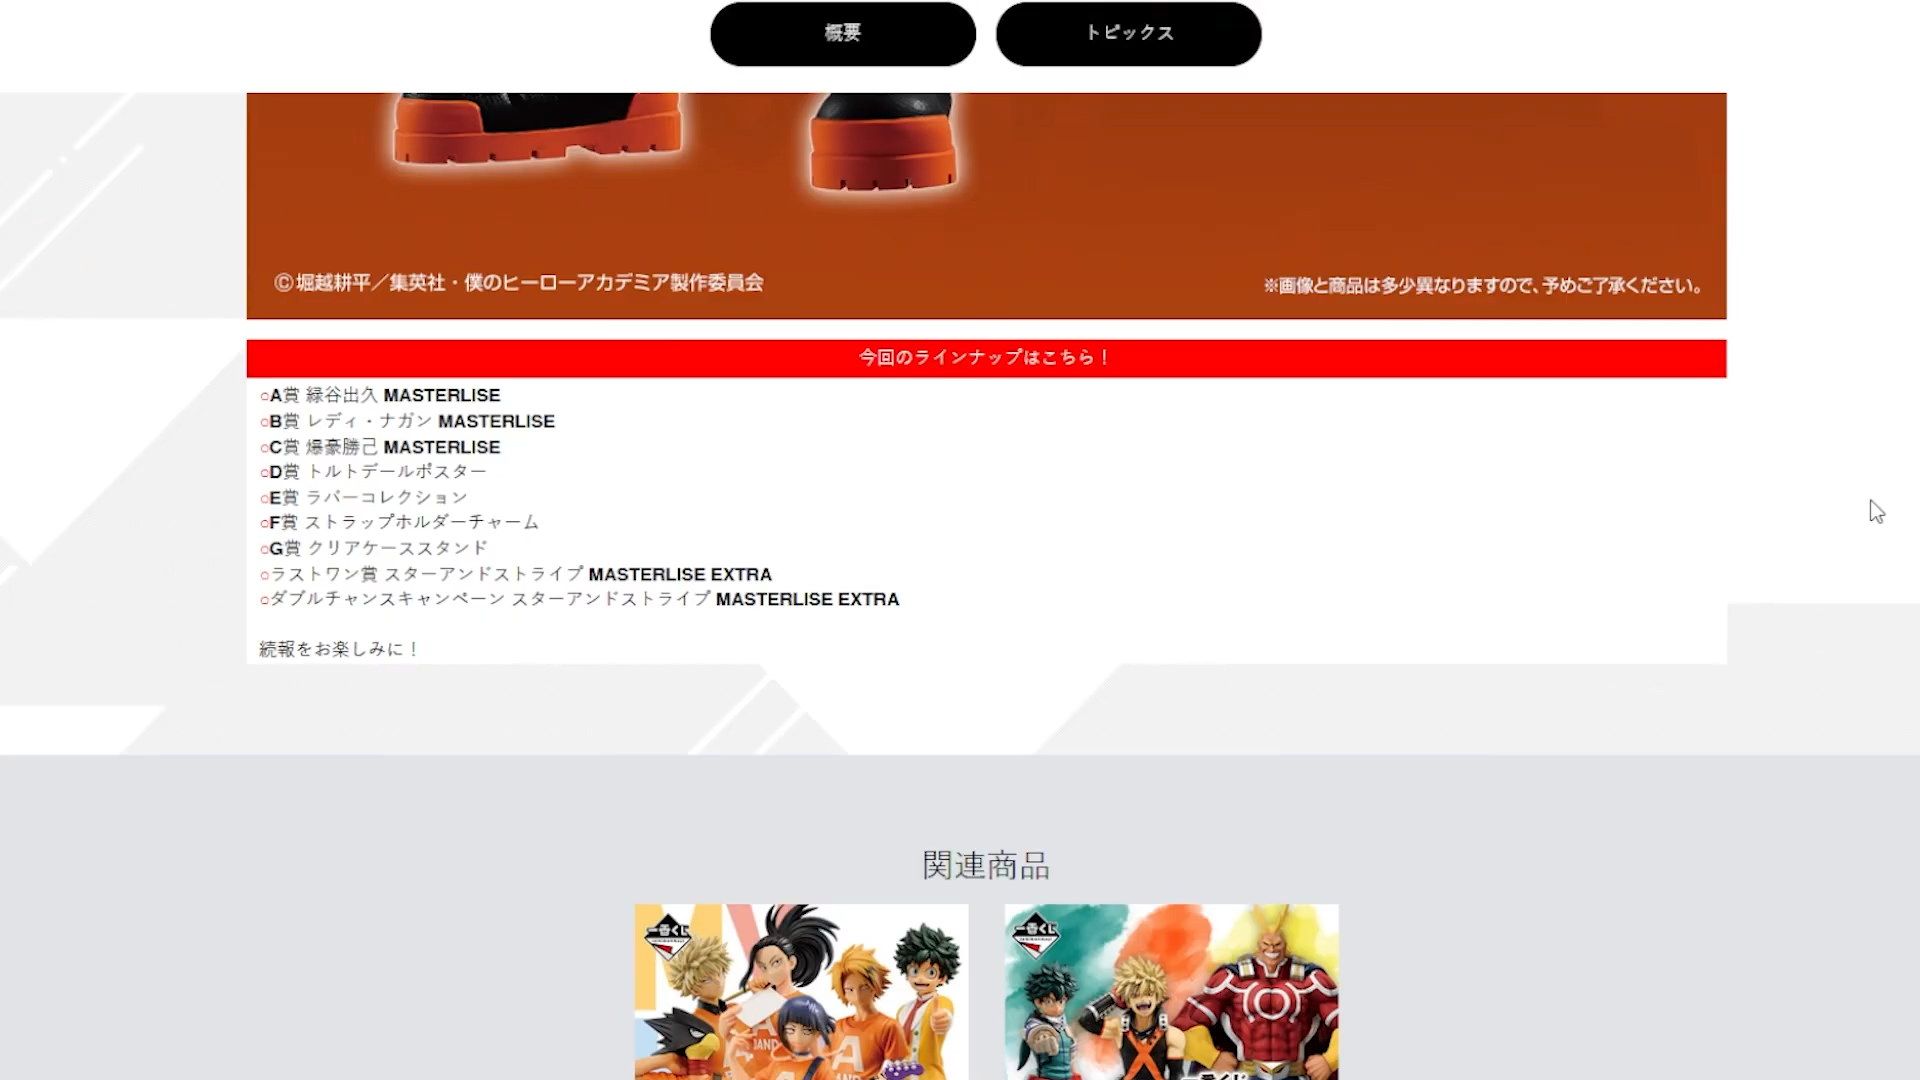 概要
トピックス
©堀越耕平／集英社・僕のヒーローアカデミア製作委員会
※画像と商品は多少異なりますので、予めご了承ください。
今回のラインナップはこちら！
○A賞 緑谷出久 MASTERLISE
○B賞 レディ・ナガン MASTERLISE
○C賞 爆豪勝己 MASTERLISE
○D賞 トルトデールポスター
○E賞 ラバーコレクション
○F賞 ストラップホルダーチャーム
○G賞 クリアケーススタンド
○ラストワン賞 スターアンドストライプ MASTERLISE EXTRA
○ダブルチャンスキャンペーン スターアンドストライプ MASTERLISE EXTRA
続報をお楽しみに！
関連商品
一番くじ
一番くじ
A
BAND
A
一番くじ